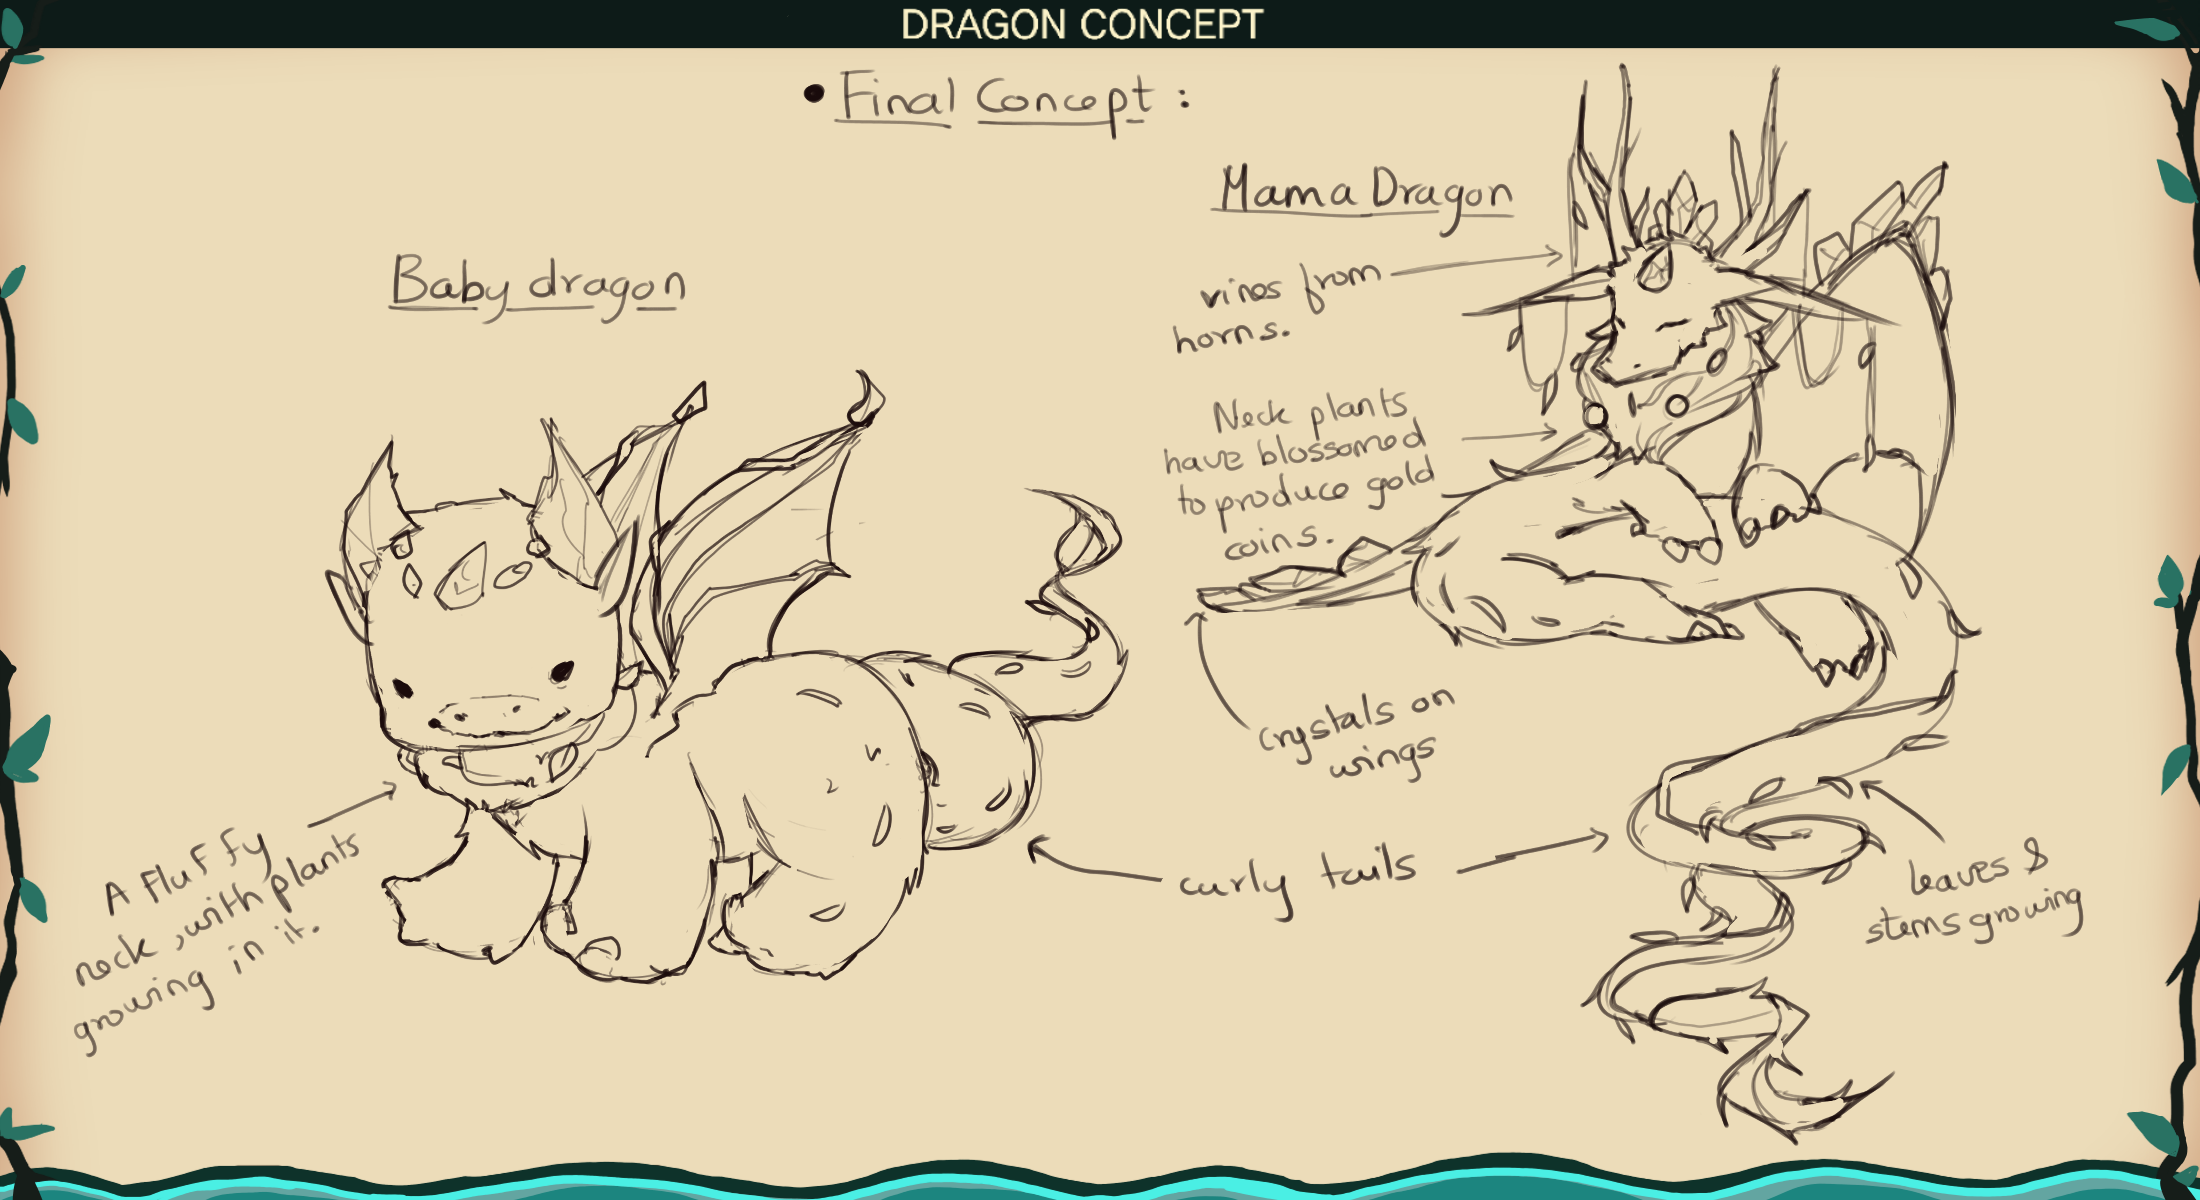 DRAGON CONCEPT
• Final Concept :
Mama Dragon
vines from
horns.
Baby dragon
Neck plants
have blossomed
to produce gold
coins.
crystals on
wings
A Fluffy
neck, with plants
growing in it.
curly tails
leaves &
stems growing